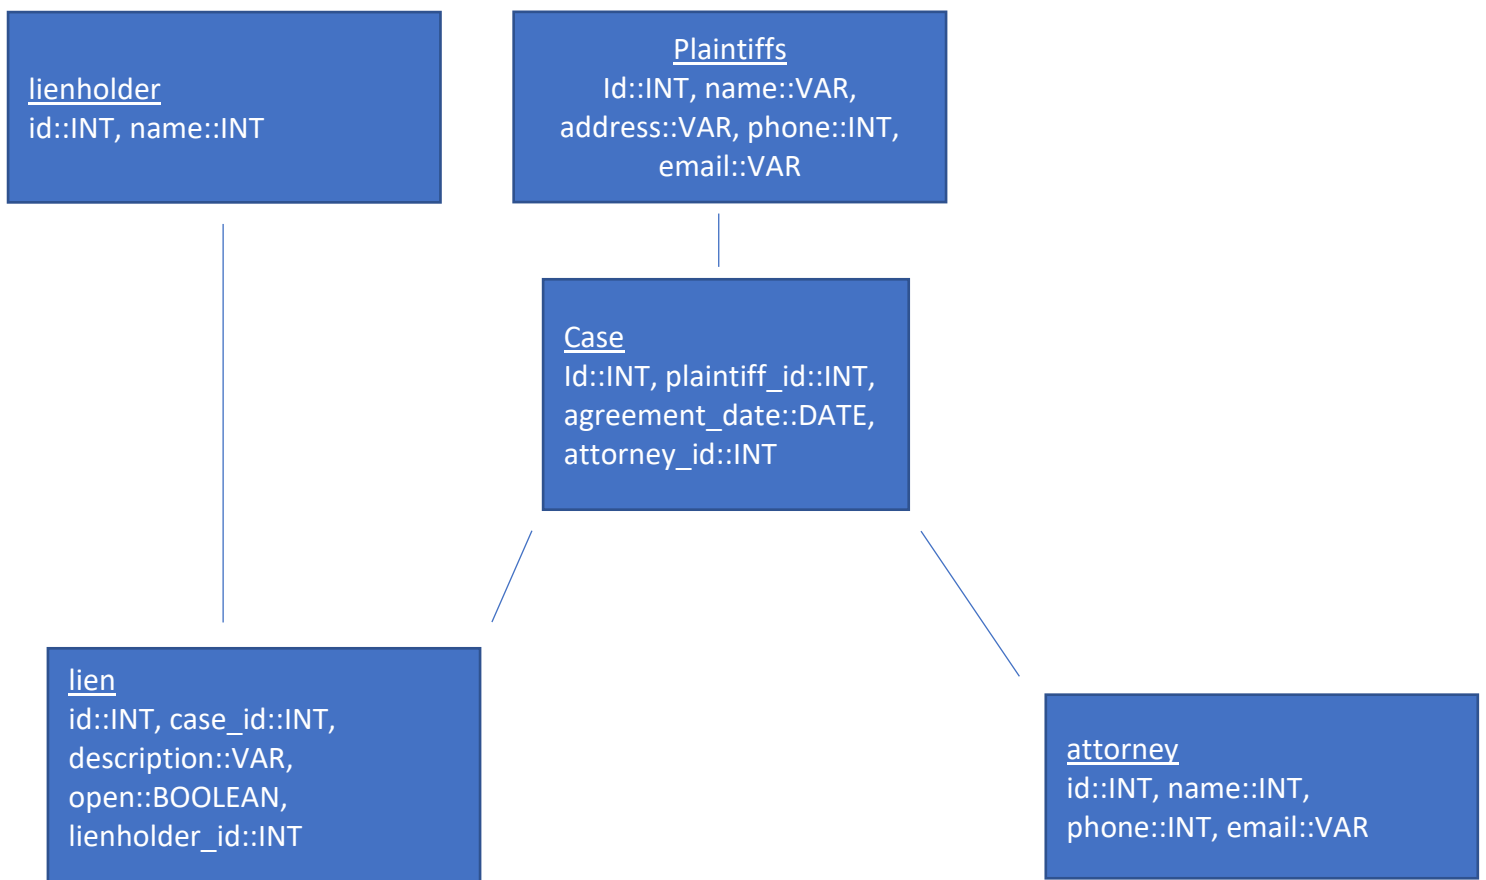 lienholder
id::INT, name::INT
Plaintiffs
Id::INT, name::VAR,
address::VAR, phone::INT,
email::VAR
Case
Id::INT, plaintiff_id::INT,
agreement_date::DATE,
attorney_id::INT
lien
id::INT, case_id::INT,
description::VAR,
open::BOOLEAN,
lienholder_id::INT
attorney
id::INT, name::INT,
phone::INT, email::VAR